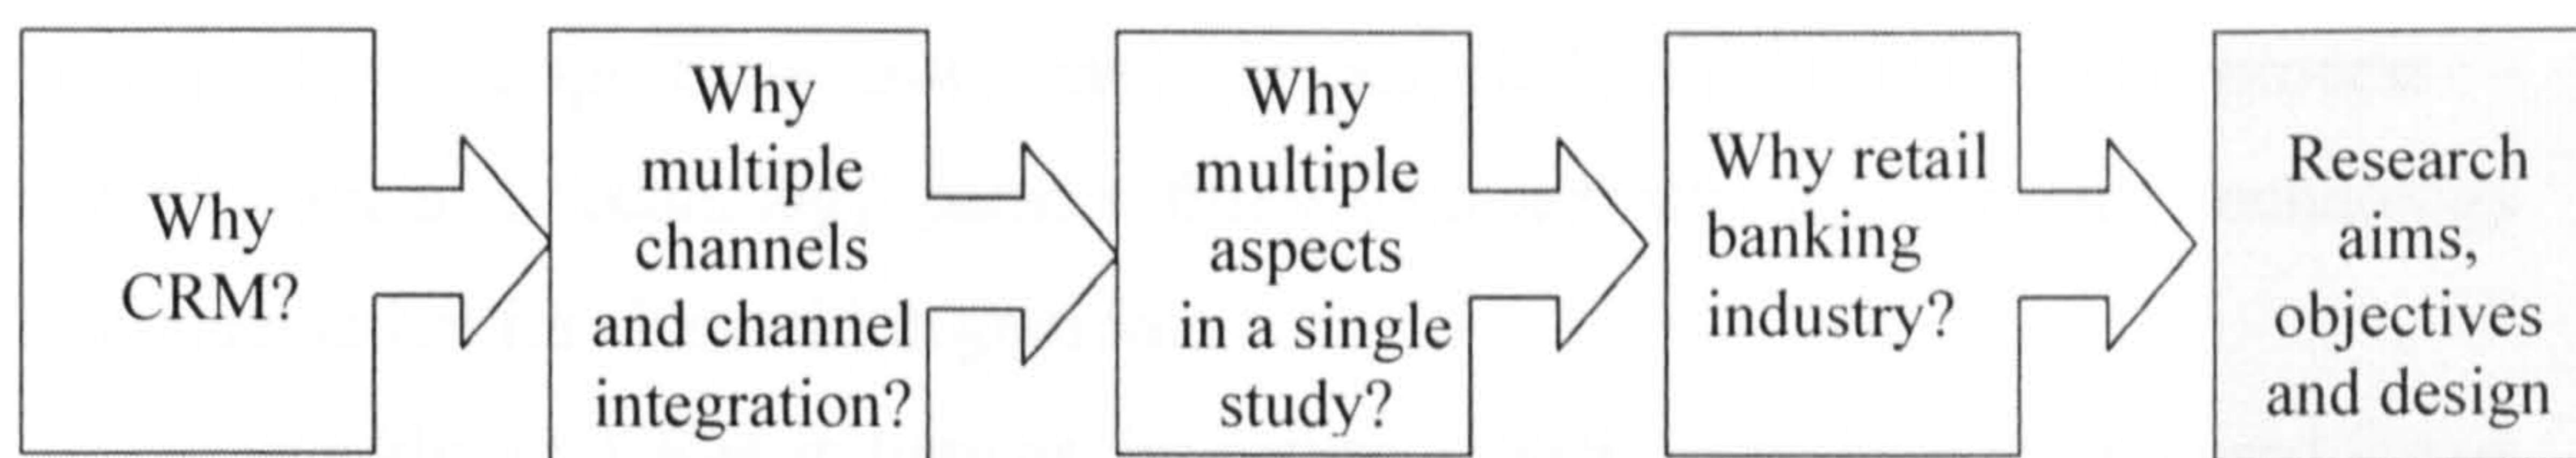 Why
CRM?
Why
multiple
channels
and channel
integration?
Why
multiple
aspects
in a single
study?
Why retail
banking
industry?
Research
aims,
objectives
and design